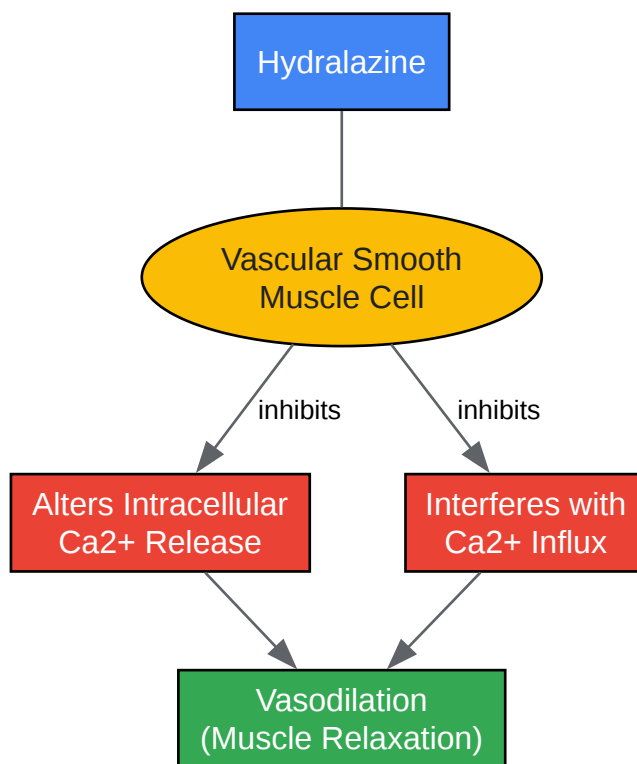 Hydralazine
Vascular Smooth
Muscle Cell
inhibits
inhibits
Alters Intracellular
Ca2+ Release
Interferes with
Ca2+ Influx
Vasodilation
(Muscle Relaxation)